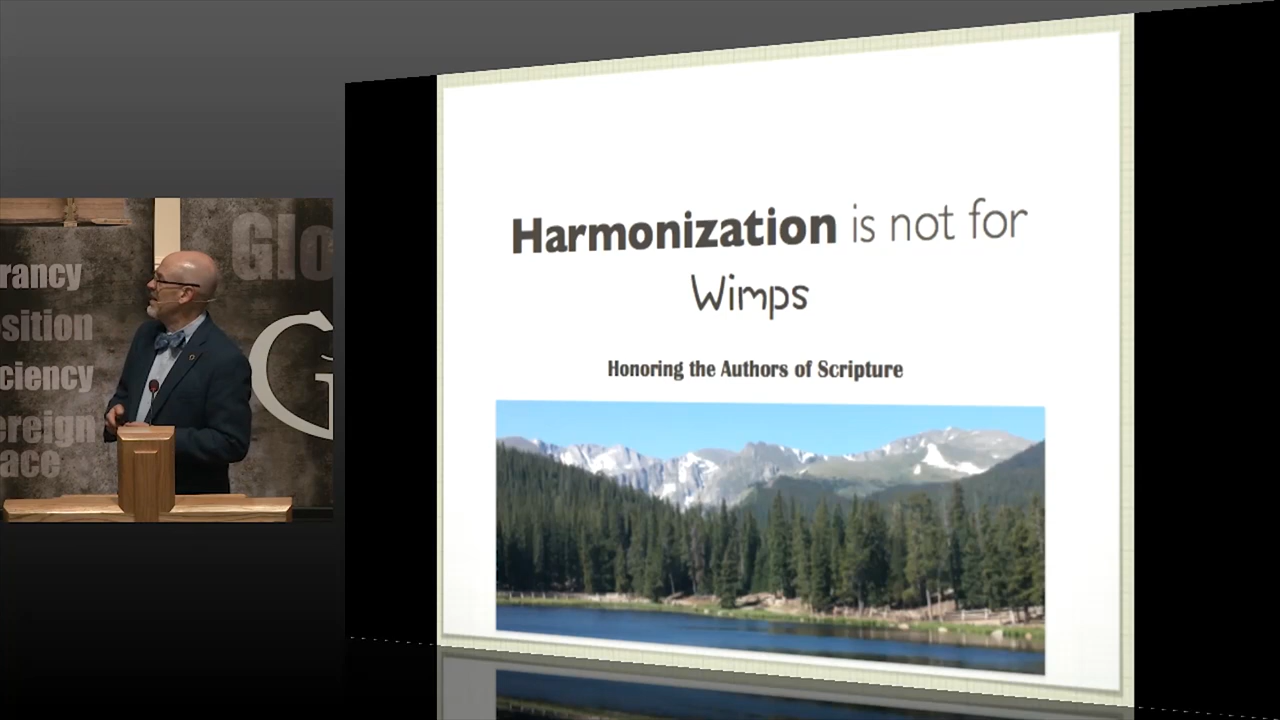 Glo
rancy
sition
ciency
ereign
ace
G
Harmonization is not for
Wimps
Honoring the Authors of Scripture